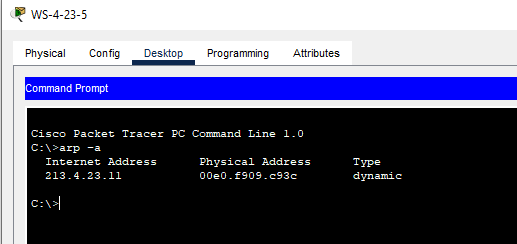 WS-4-23-5
Physical Config Desktop Programming Attributes
Command Prompt
Cisco Packet Tracer PC Command Line 1.0
C:\>arp -a
Internet Address Physical Address Type
213.4.23.11 00e0.f909.c93c dynamic
C:\>